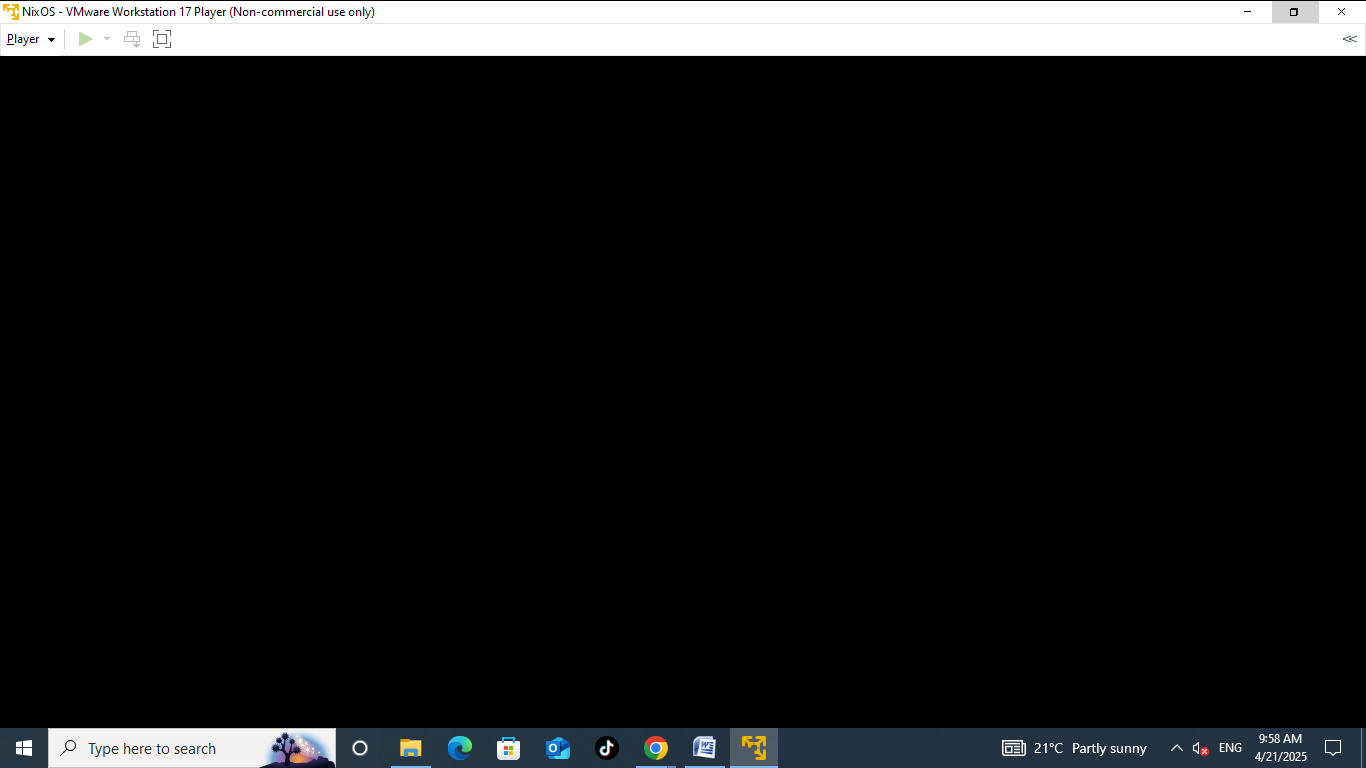 NixOS - VMware Workstation 17 Player (Non-commercial use only)
Player
Type here to search
21°C Partly sunny
ENG
9:58 AM
4/21/2025